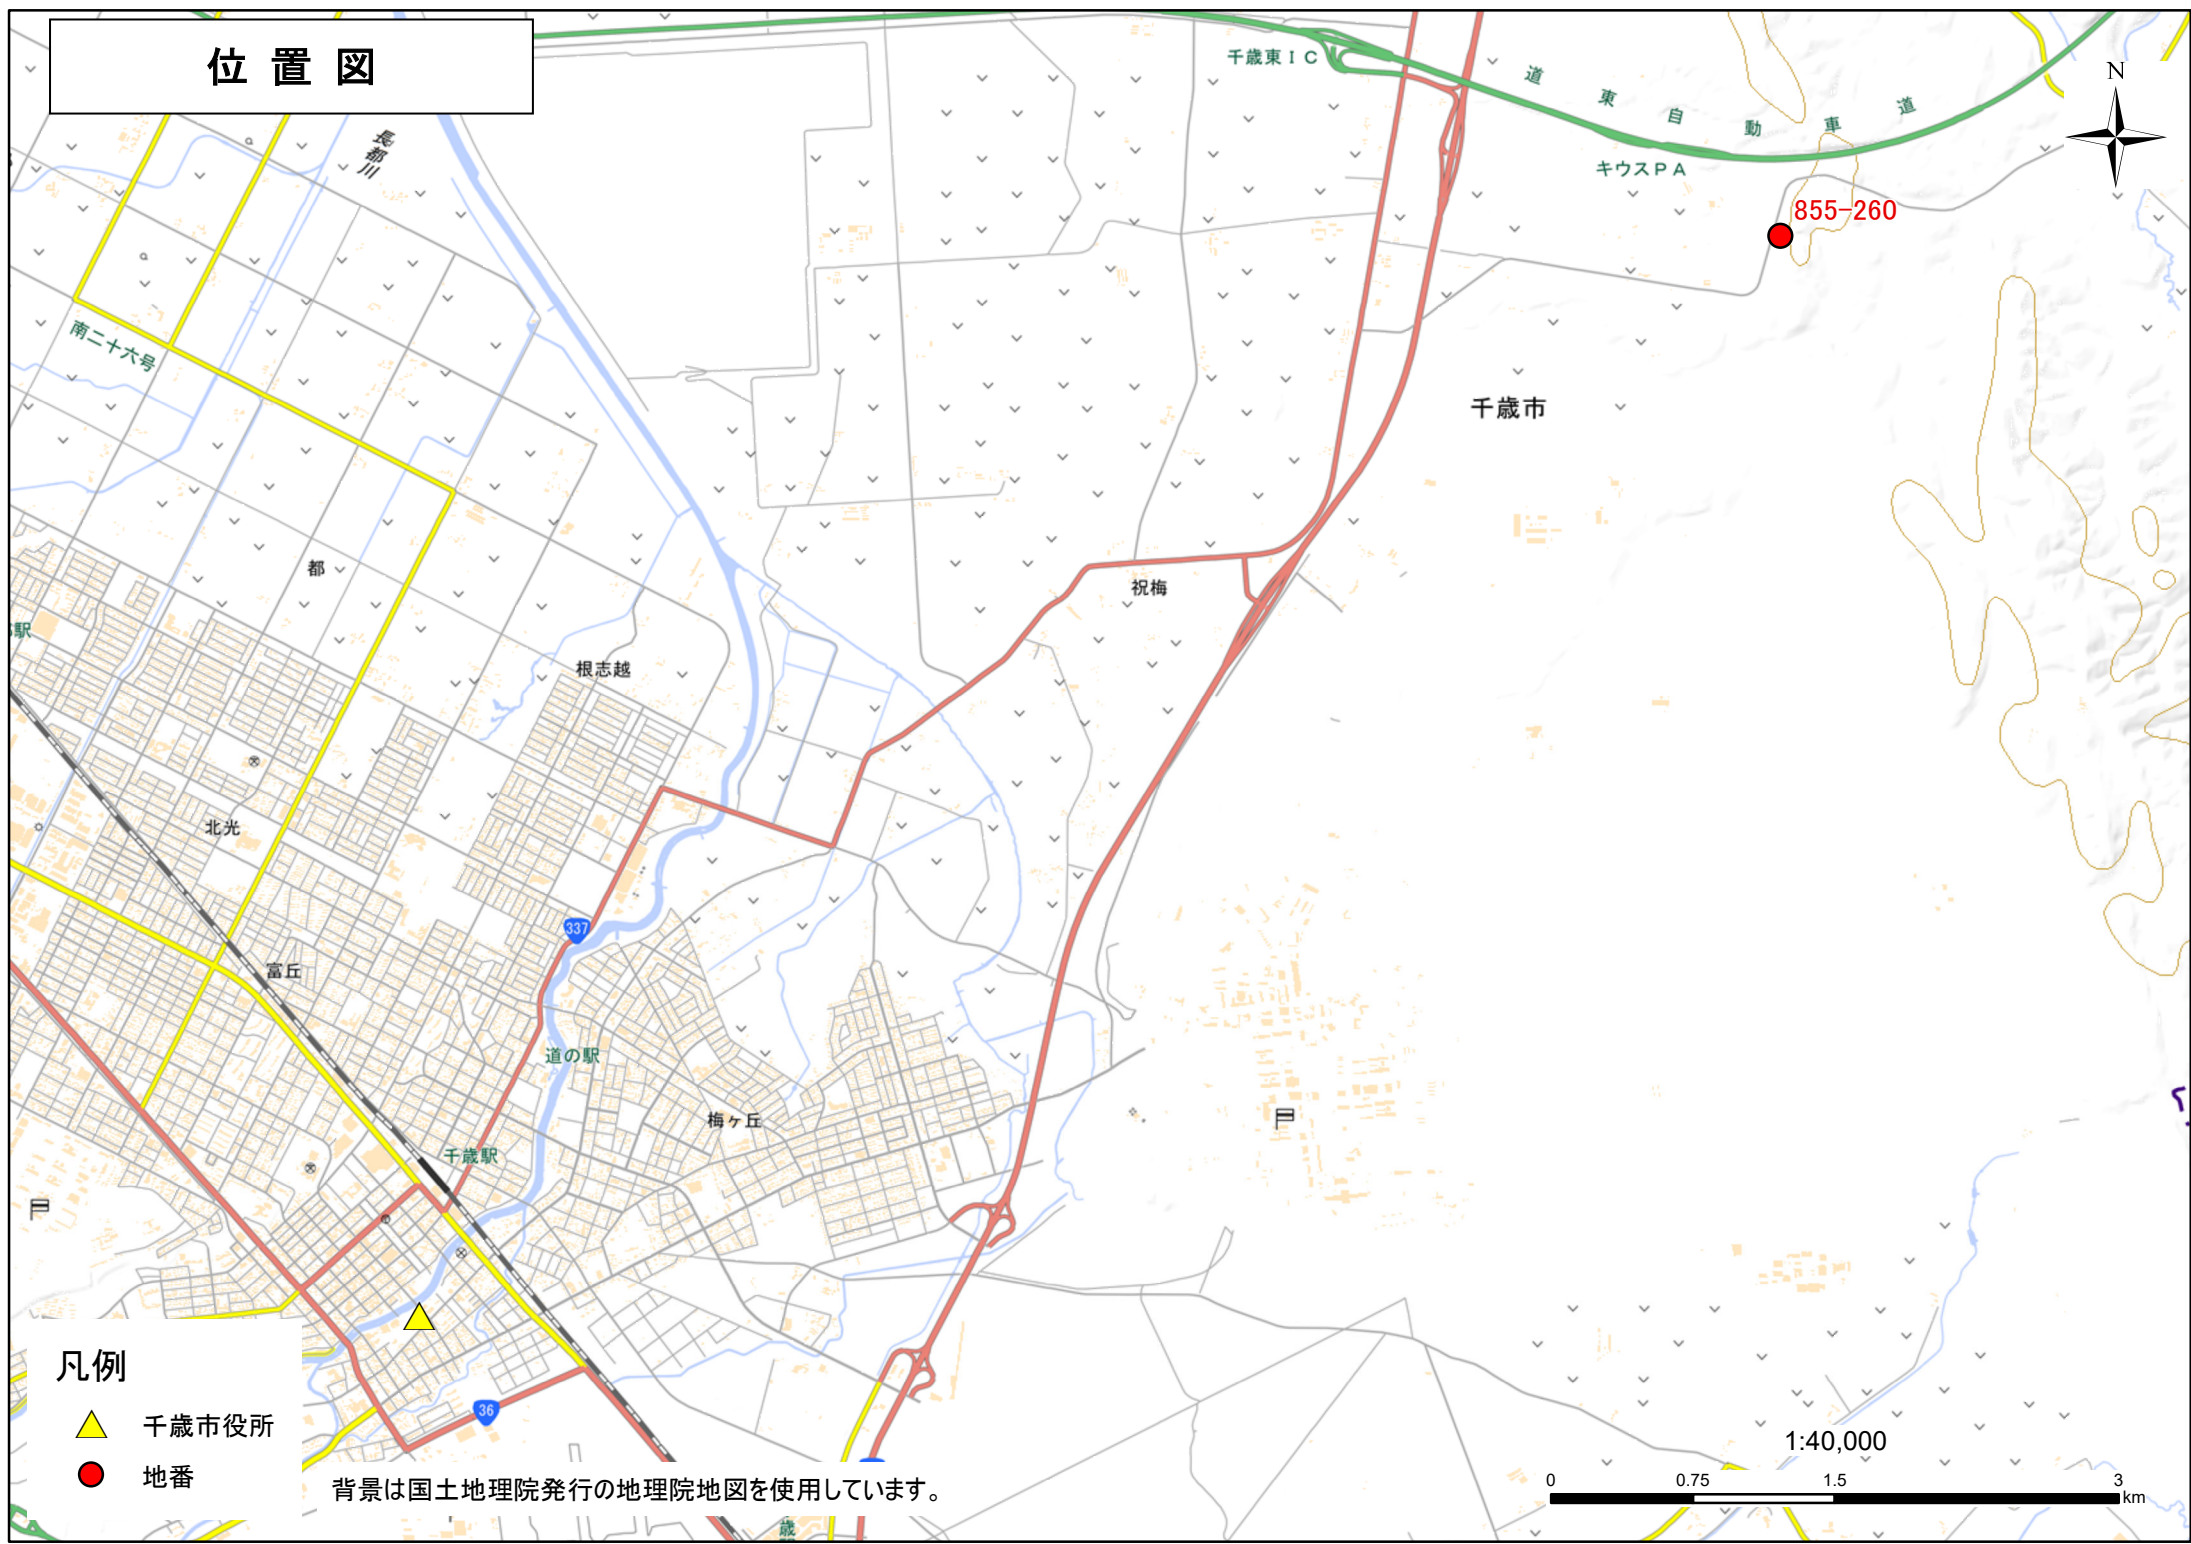 位置図
千歳東IC
道東自動車道
キウスPA
N
855-260
長都川
南二十六号
千歳市
都
祝梅
駅
根志越
北光
337
富丘
道の駅
梅ヶ丘
千歳駅
凡例
千歳市役所
地番
36
背景は国土地理院発行の地理院地図を使用しています。
1:40,000
0 0.75 1.5 3
km
歳